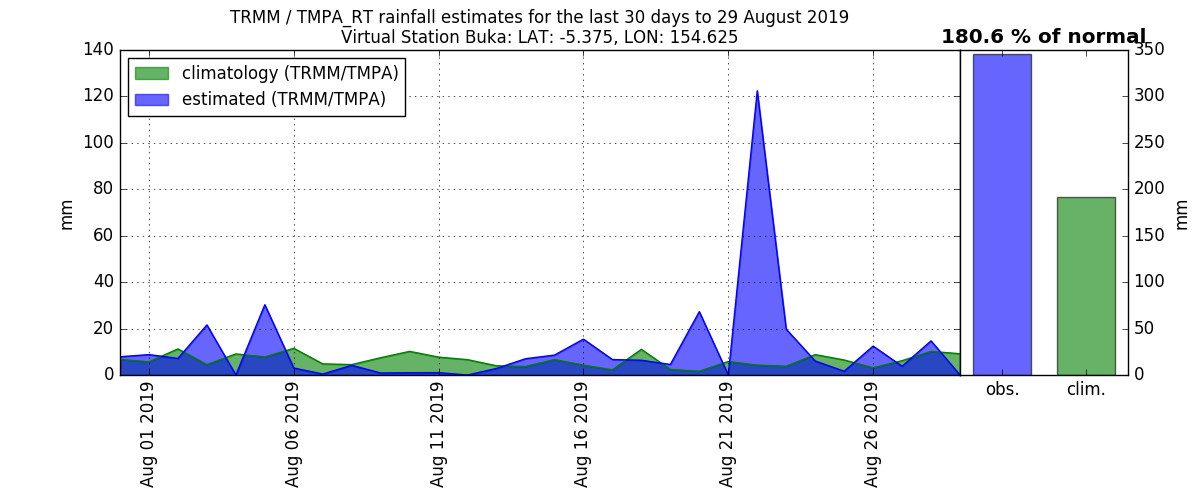 TRMM / TMPA_RT rainfall estimates for the last 30 days to 29 August 2019
Virtual Station Buka: LAT: -5.375, LON: 154.625
180.6 % of normal
climatology (TRMM/TMPA)
estimated (TRMM/TMPA)
mm
140
120
100
80
60
40
20
0
Aug 01 2019
Aug 06 2019
Aug 11 2019
Aug 16 2019
Aug 21 2019
Aug 26 2019
obs.
clim.
350
300
250
200
150
100
50
0
mm